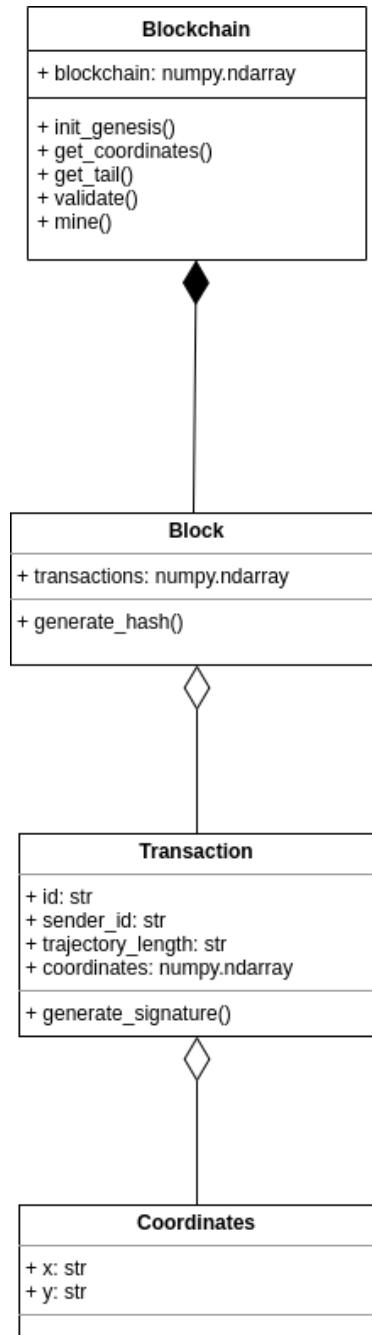 Blockchain
+ blockchain: numpy.ndarray
+ init_genesis()
+ get_coordinates()
+ get_tail()
+ validate()
+ mine()
Block
+ transactions: numpy.ndarray
+ generate_hash()
Transaction
+ id: str
+ sender_id: str
+ trajectory_length: str
+ coordinates: numpy.ndarray
+ generate_signature()
Coordinates
+ x: str
+ y: str